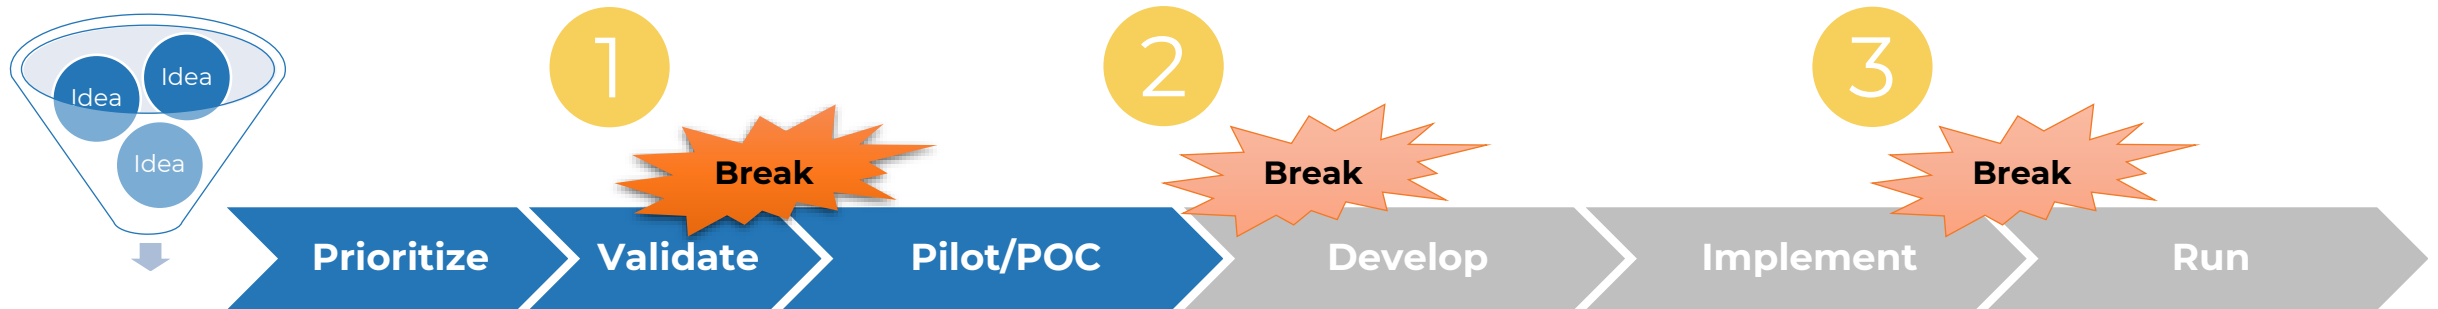 Idea
Idea
Idea
1
2
3
Break
Break
Break
Prioritize
Validate
Pilot/POC
Develop
Implement
Run